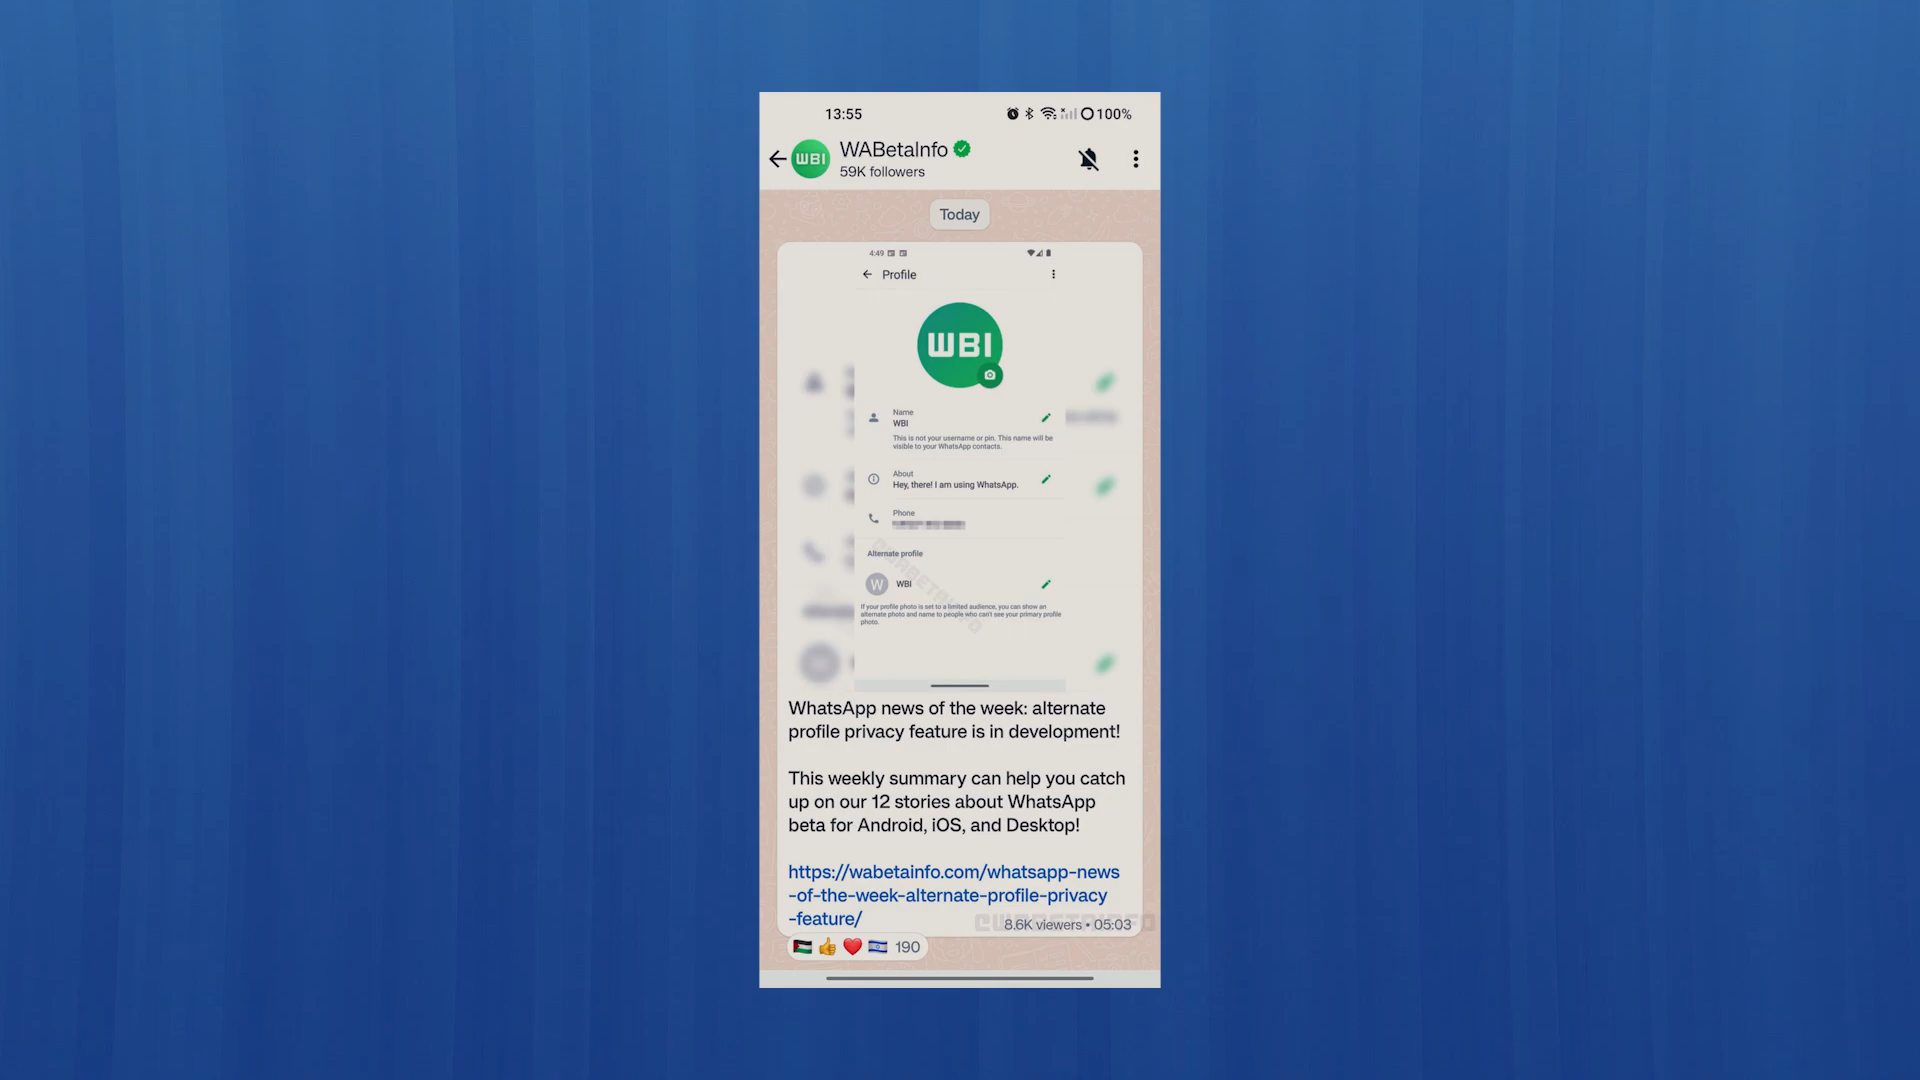 13:55
100%
WBI
WABetaInfo
59K followers
Today
4:49
Profile
WBI
Name
WBI
This is not your username or pin. This name will be
visible to your WhatsApp contacts.
About
Hey, there! I am using WhatsApp.
Phone
Alternate profile
W
WBI
If your profile photo is set to a limited audience, you can show an
alternate photo and name to people who can't see your primary profile
photo.
WhatsApp news of the week: alternate
profile privacy feature is in development!
This weekly summary can help you catch
up on our 12 stories about WhatsApp
beta for Android, iOS, and Desktop!
https://wabetainfo.com/whatsapp-news
-of-the-week-alternate-profile-privacy
-feature/
@WABETAINFO
8.6K viewers • 05:03
190